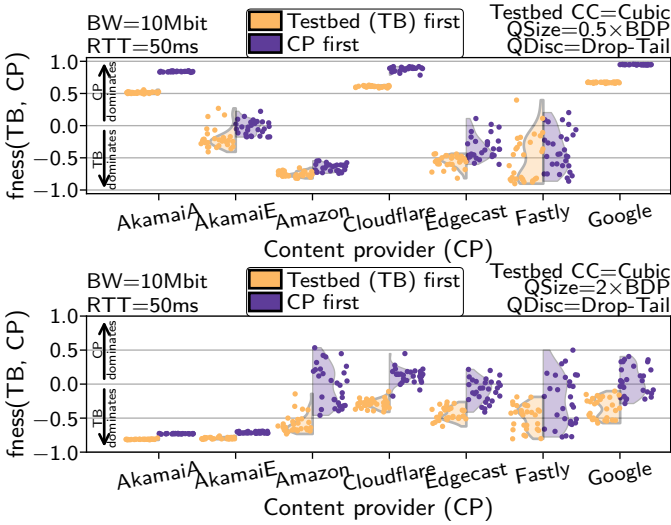 BW=10Mbit
RTT=50ms
Testbed (TB) first
CP first
Testbed CC=Cubic
QSize=0.5×BDP
QDisc=Drop-Tail
fness(TB, CP)
1.0
0.5
0.0
−0.5
−1.0
CP
dominates
TB
dominates
AkamaiA
AkamaiE
Amazon
Cloudflare
Edgecast
Fastly
Google
Content provider (CP)
BW=10Mbit
RTT=50ms
Testbed (TB) first
CP first
Testbed CC=Cubic
QSize=2×BDP
QDisc=Drop-Tail
fness(TB, CP)
1.0
0.5
0.0
−0.5
−1.0
CP
dominates
TB
dominates
AkamaiA
AkamaiE
Amazon
Cloudflare
Edgecast
Fastly
Google
Content provider (CP)